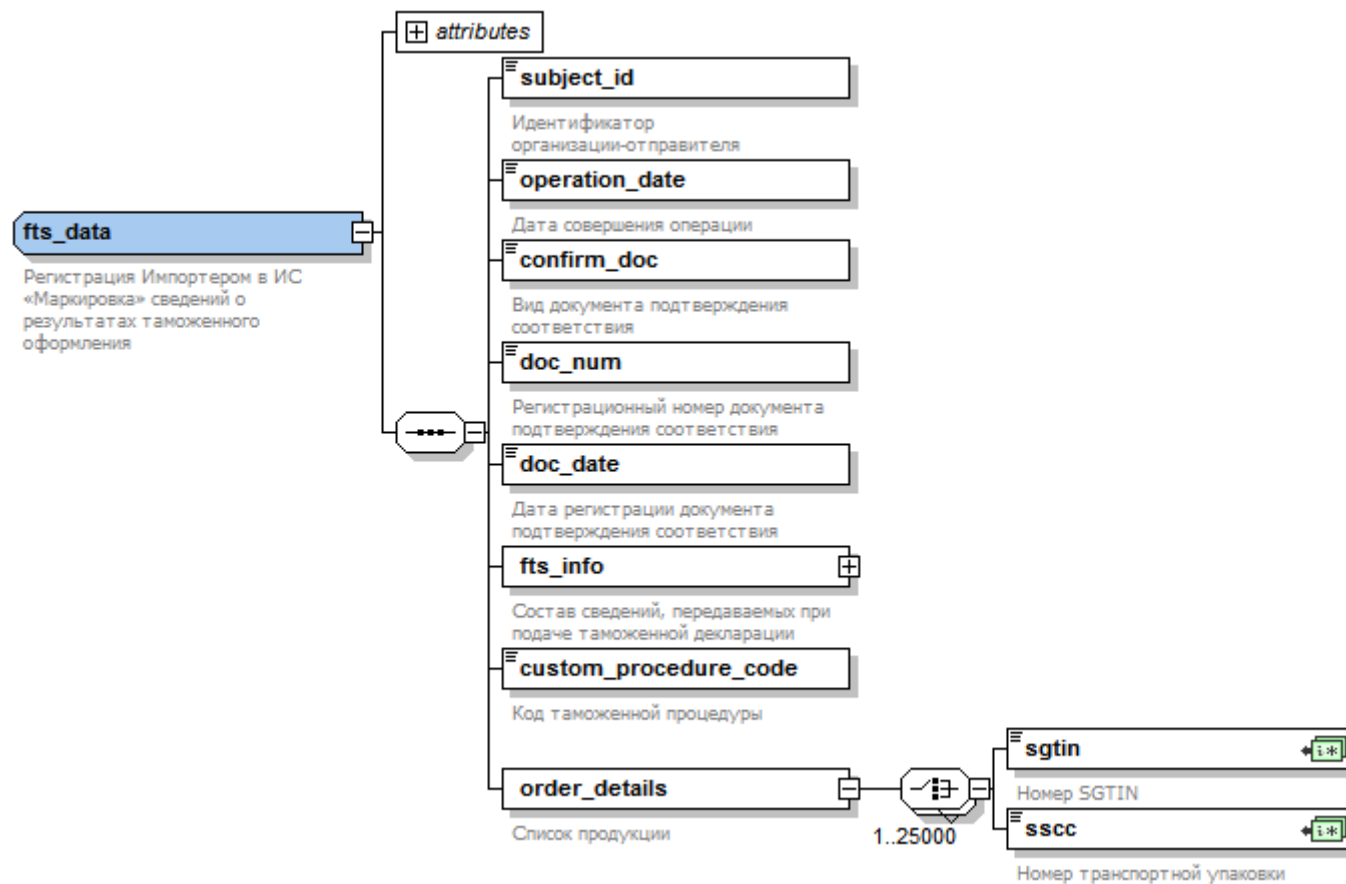 attributes
subject_id
Идентификатор
организации-отправителя
operation_date
Дата совершения операции
fts_data
Регистрация Импортером в ИС
«Маркировка» сведений о
результатах таможенного
оформления
confirm_doc
Вид документа подтверждения
соответствия
doc_num
Регистрационный номер документа
подтверждения соответствия
doc_date
Дата регистрации документа
подтверждения соответствия
fts_info
Состав сведений, передаваемых при
подаче таможенной декларации
custom_procedure_code
Код таможенной процедуры
order_details
Список продукции
1..25000
sgtin
Номер SGTIN
sscc
Номер транспортной упаковки